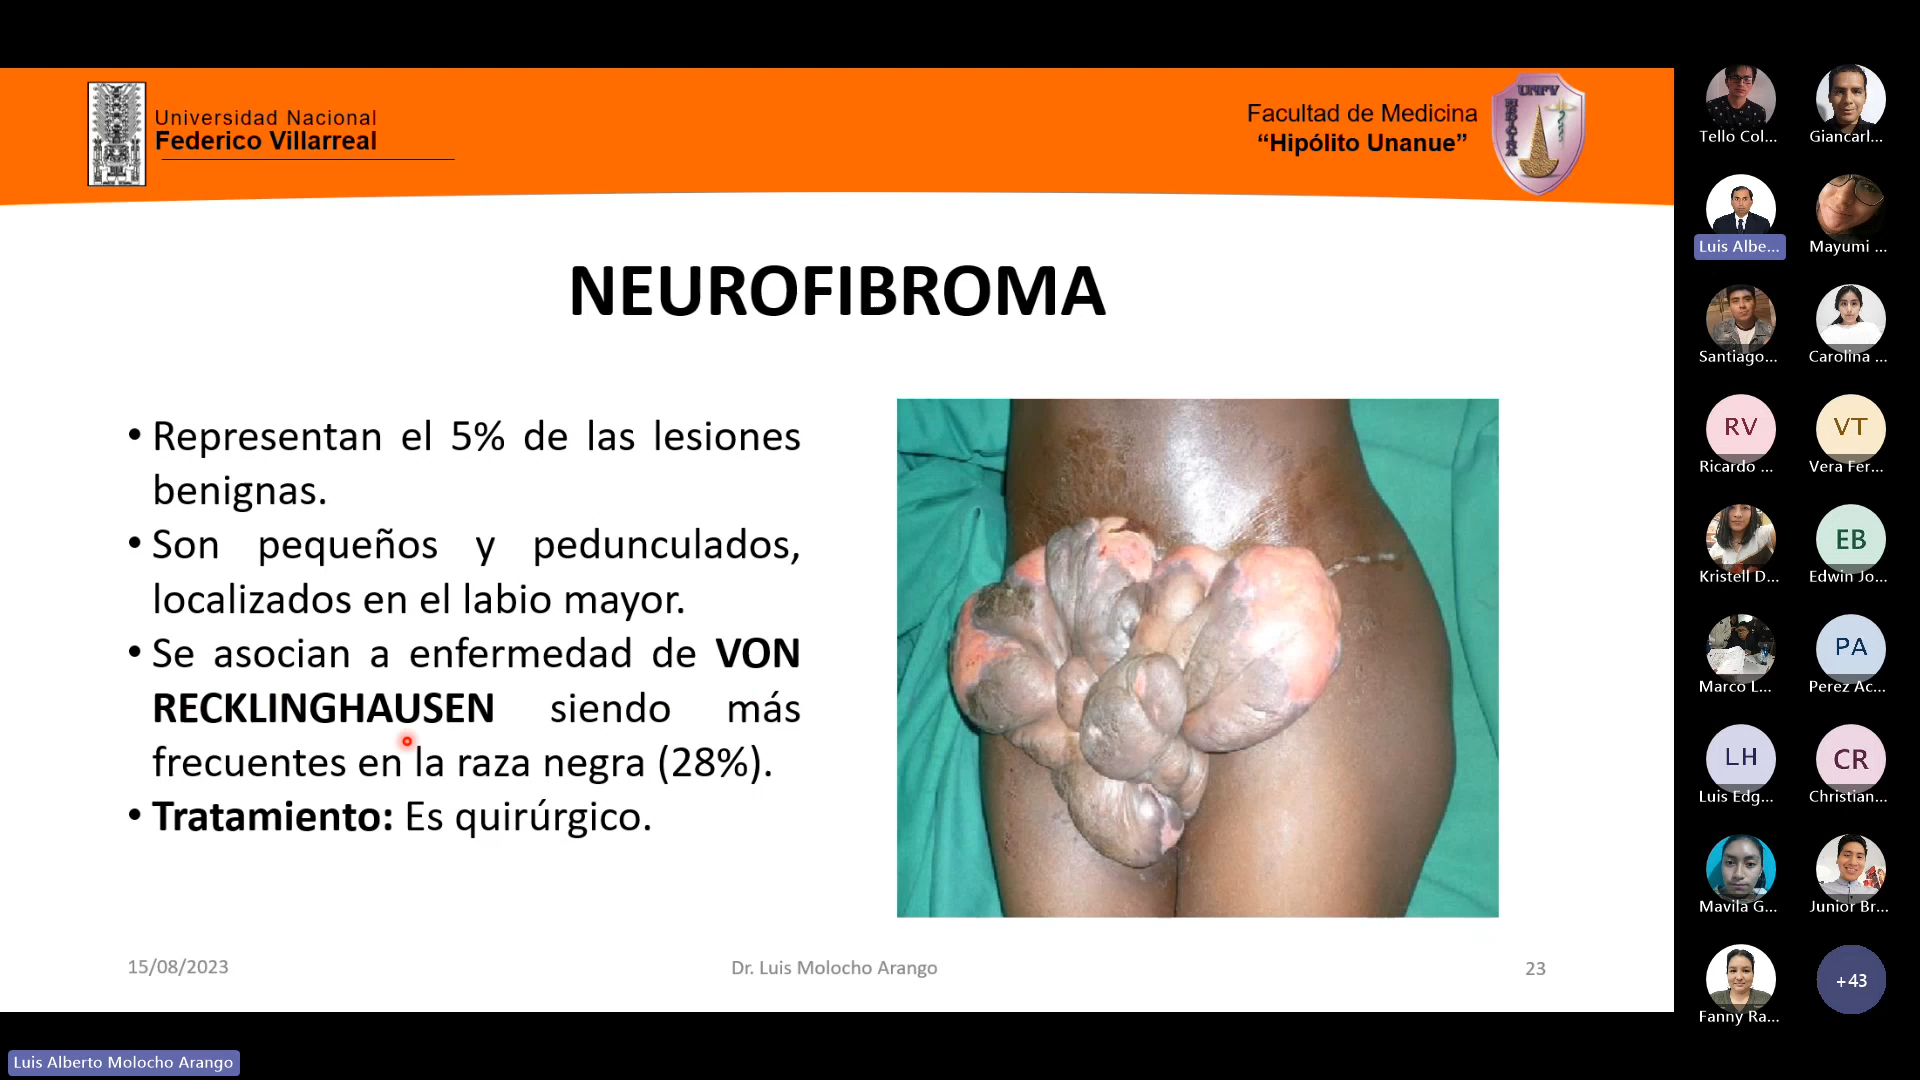 Universidad Nacional
Federico Villarreal
Facultad de Medicina
“Hipólito Unanue”
UNFV
NEUROFIBROMA
• Representan el 5% de las lesiones
benignas.
• Son pequeños y pedunculados,
localizados en el labio mayor.
• Se asocian a enfermedad de VON
RECKLINGHAUSEN siendo más
frecuentes en la raza negra (28%).
• Tratamiento: Es quirúrgico.
15/08/2023
Dr. Luis Molocho Arango
23
Tello Col...
Giancarl...
Luis Albe...
Mayumi ...
Santiago...
Carolina ...
RV
VT
Ricardo ...
Vera Fer...
EB
Kristell D...
Edwin Jo...
PA
Marco L...
Perez Ac...
LH
CR
Luis Edg...
Christian...
Mavila G...
Junior Br...
+43
Fanny Ra...
Luis Alberto Molocho Arango